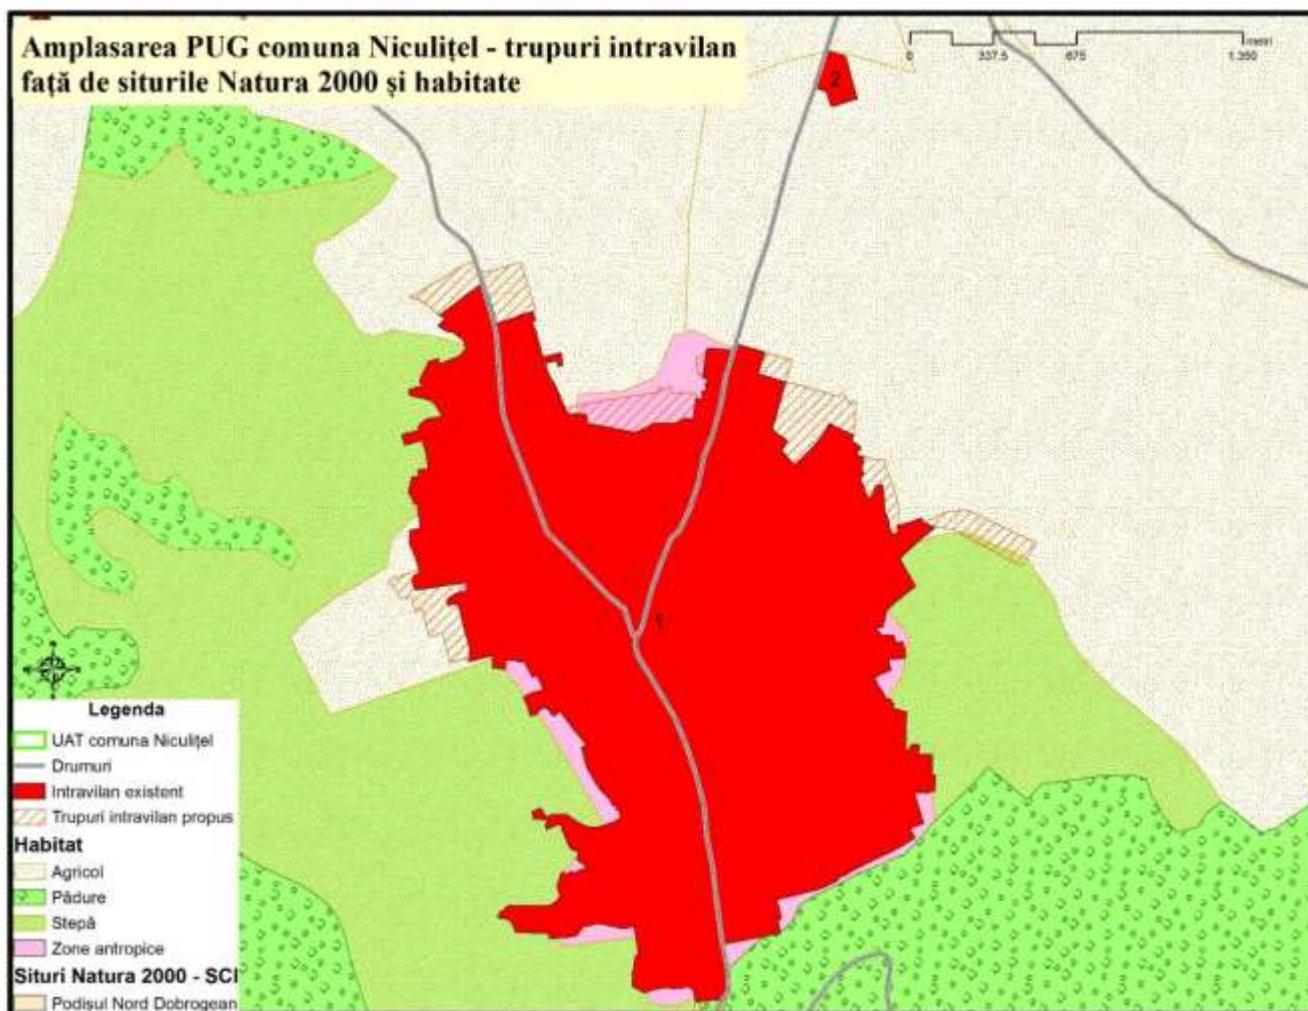 Amplasarea PUG comuna Niculițel - trupuri intravilan
față de siturile Natura 2000 și habitate
0 337.5 675 1.350 metri
2
1
Legenda
UAT comuna Niculițel
Drumuri
Intravilan existent
Trupuri intravilan propus
Habitat
Agricol
Pădure
Stepă
Zone antropice
Situri Natura 2000 - SCI
Podișul Nord Dobrogean